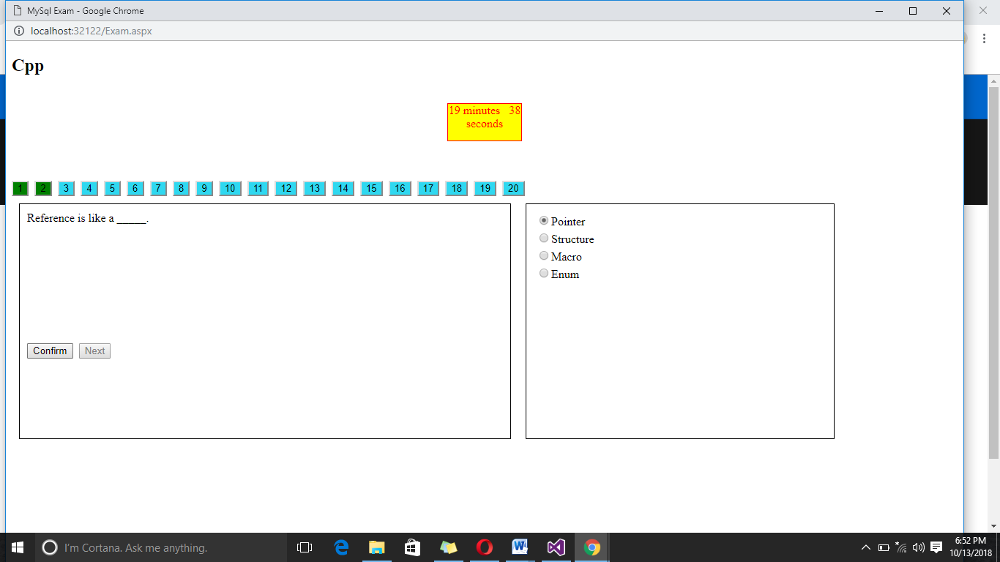 MySql Exam - Google Chrome
localhost:32122/Exam.aspx
Cpp
19 minutes 38
seconds
1 2 3 4 5 6 7 8 9 10 11 12 13 14 15 16 17 18 19 20
Reference is like a _____.
Pointer
Structure
Macro
Enum
Confirm Next
I'm Cortana. Ask me anything.
6:52 PM
10/13/2018